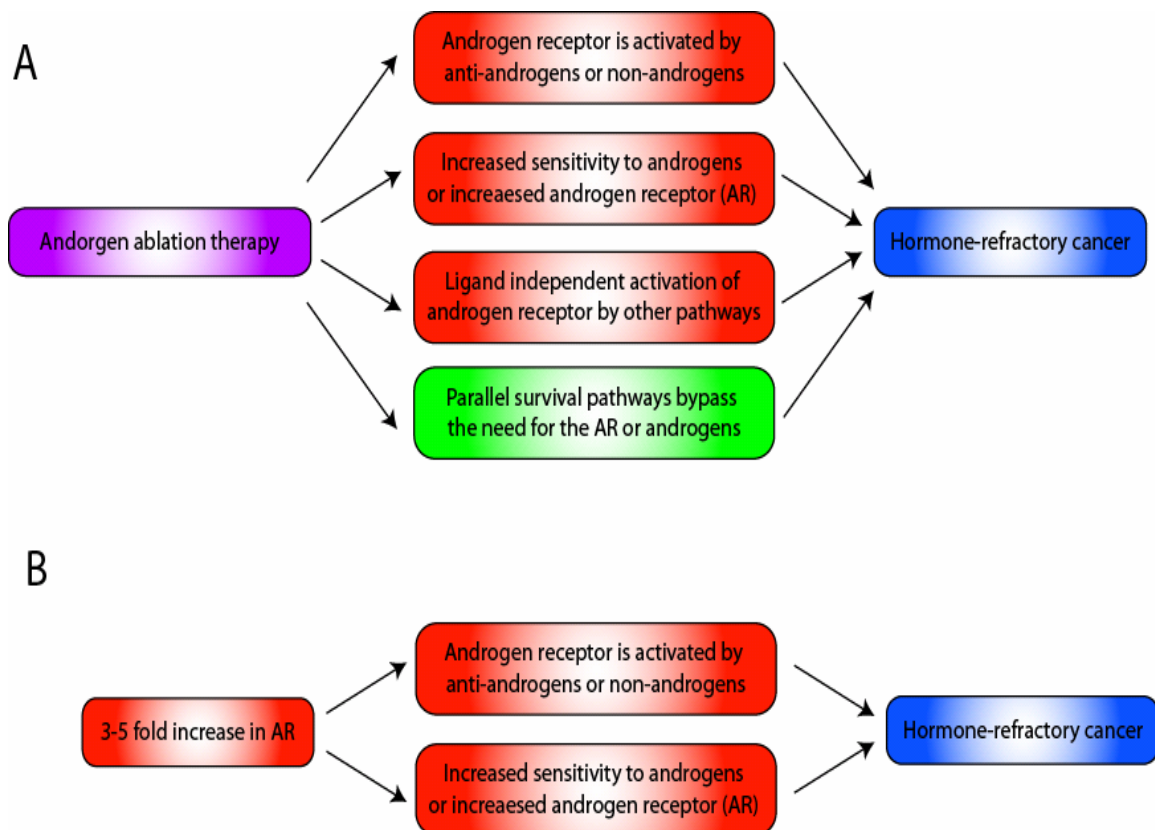 A
Androgen receptor is activated by
anti-androgens or non-androgens
Increased sensitivity to androgens
or increaesed androgen receptor (AR)
Andorgen ablation therapy
Hormone-refractory cancer
Ligand independent activation of
androgen receptor by other pathways
Parallel survival pathways bypass
the need for the AR or androgens
B
Androgen receptor is activated by
anti-androgens or non-androgens
3-5 fold increase in AR
Hormone-refractory cancer
Increased sensitivity to androgens
or increaesed androgen receptor (AR)